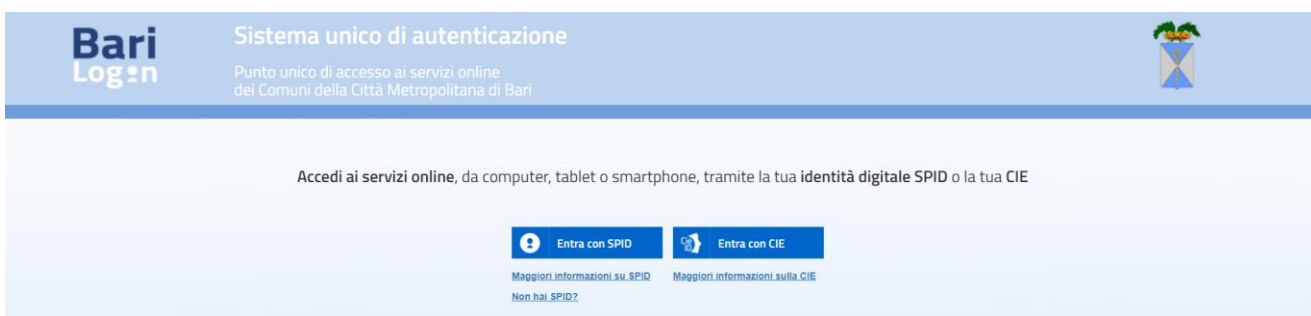 Bari
Login
Sistema unico di autenticazione
Punto unico di accesso ai servizi online
dei Comuni della Città Metropolitana di Bari
Accedi ai servizi online, da computer, tablet o smartphone, tramite la tua identità digitale SPID o la tua CIE
Entra con SPID
Entra con CIE
Maggiori informazioni su SPID
Maggiori informazioni sulla CIE
Non hai SPID?